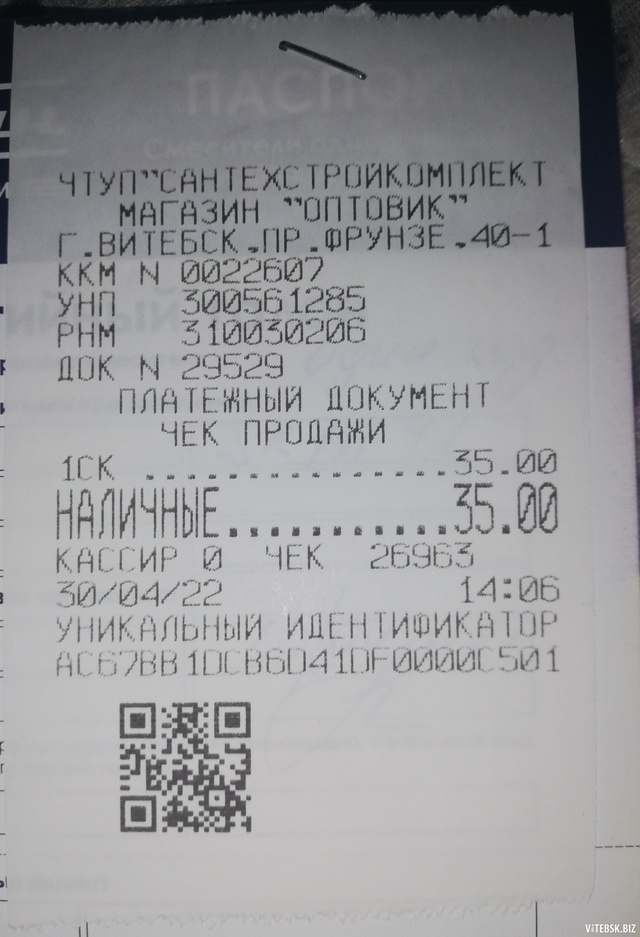 ПАСПОРТ
ЧТУП"САНТЕХСТРОЙКОМПЛЕКТ
МАГАЗИН "ОПТОВИК"
Г.ВИТЕБСК.ПР.ФРУНЗЕ.40-1
ККМ N 0022607
УНП 300561285
РНМ 310030206
ДОК N 29529
ПЛАТЕЖНЫЙ ДОКУМЕНТ
ЧЕК ПРОДАЖИ
1СК ...............35.00
НАЛИЧНЫЕ...........35.00
КАССИР 0 ЧЕК 26963
30/04/22 14:06
УНИКАЛЬНЫЙ ИДЕНТИФИКАТОР
AC67BB1DCB6D41DF0000C501
VITEBSK.BIZ